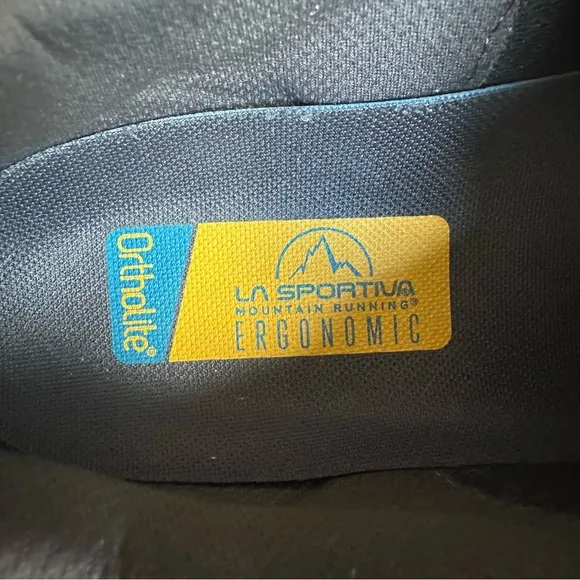 Ortholite®
LA SPORTIVA
MOUNTAIN RUNNING®
ERGONOMIC